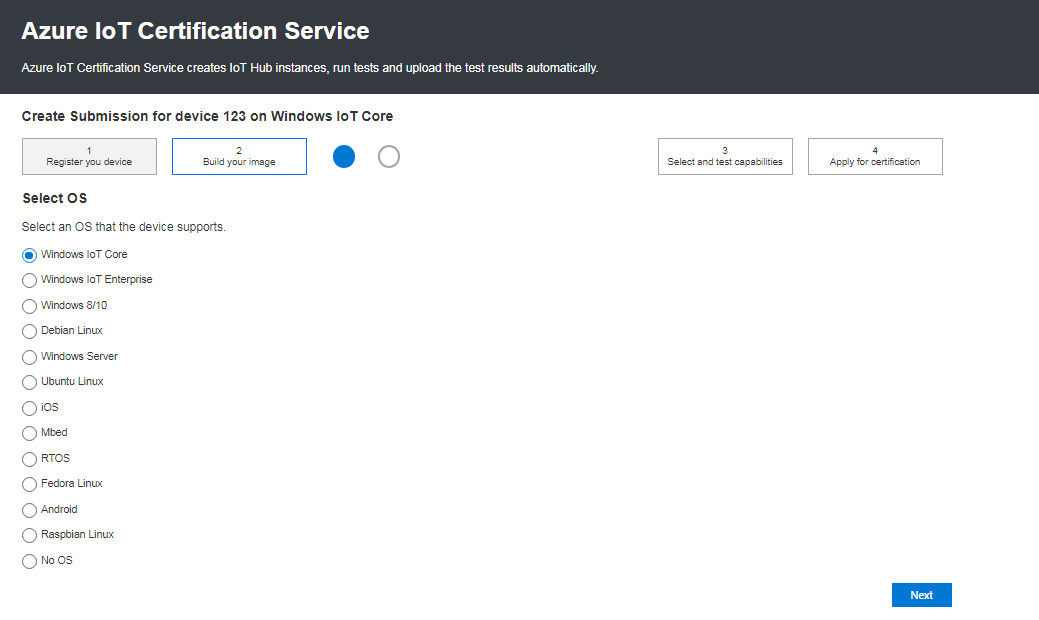 Azure IoT Certification Service
Azure IoT Certification Service creates IoT Hub instances, run tests and upload the test results automatically.
Create Submission for device 123 on Windows IoT Core
1
Register you device
2
Build your image
3
Select and test capabilities
4
Apply for certification
Select OS
Select an OS that the device supports.
Windows IoT Core
Windows IoT Enterprise
Windows 8/10
Debian Linux
Windows Server
Ubuntu Linux
iOS
Mbed
RTOS
Fedora Linux
Android
Raspbian Linux
No OS
Next